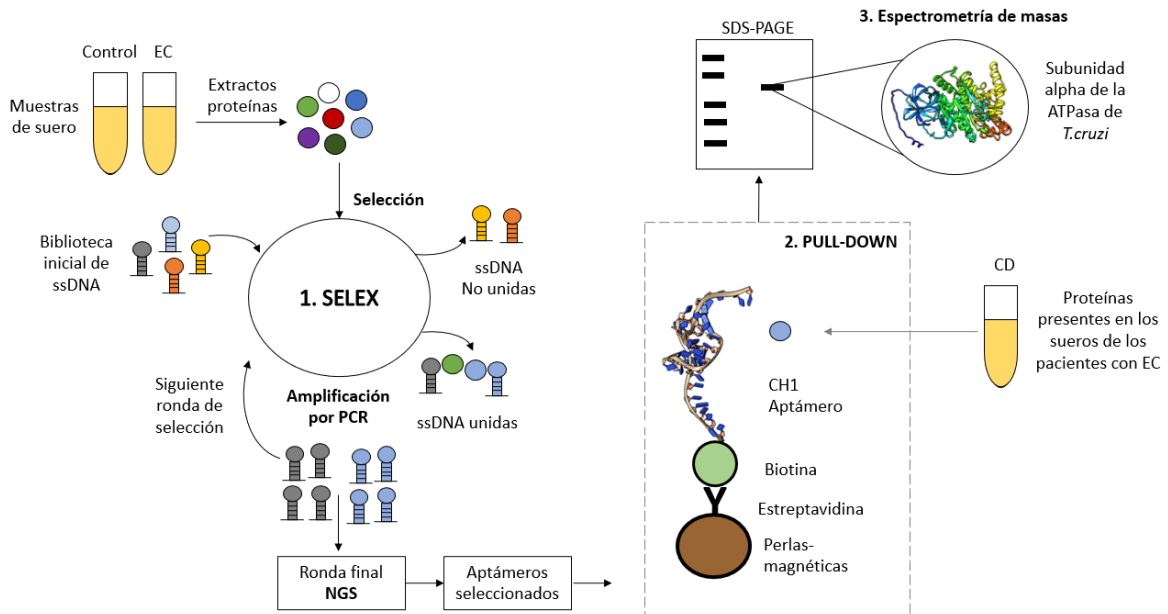 Control
EC
Muestras
de suero
Extractos
proteínas
Selección
Biblioteca
inicial de
ssDNA
1. SELEX
ssDNA
No unidas
ssDNA unidas
Siguiente
ronda de
selección
Amplificación
por PCR
Ronda final
NGS
Aptámeros
seleccionados
2. PULL-DOWN
CH1
Aptámero
Biotina
Estreptavidina
Perlas-
magnéticas
CD
Proteínas
presentes en los
sueros de los
pacientes con EC
SDS-PAGE
3. Espectrometría de masas
Subunidad
alpha de la
ATPasa de
T.cruzi